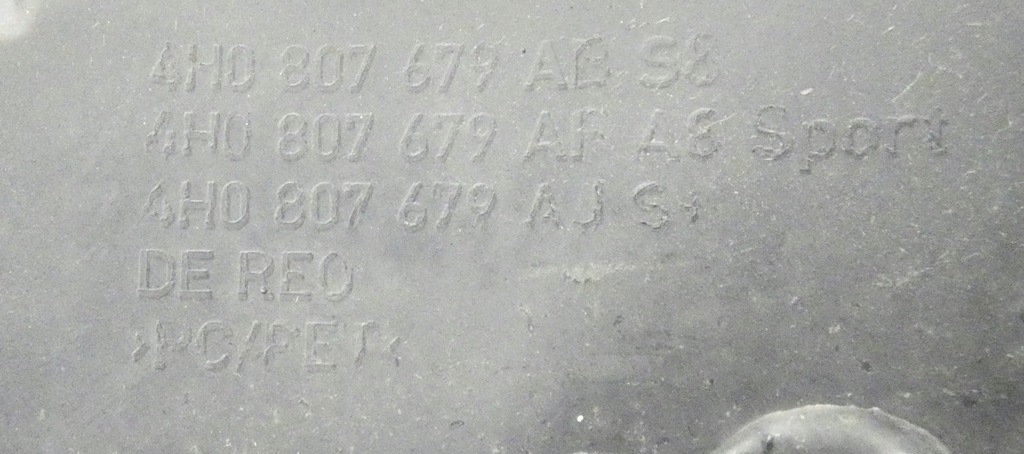 4H0 807 679 AE S8
4H0 807 679 AF A8 Sport
4H0 807 679 AJ S+
DE REO
>PC/PET<